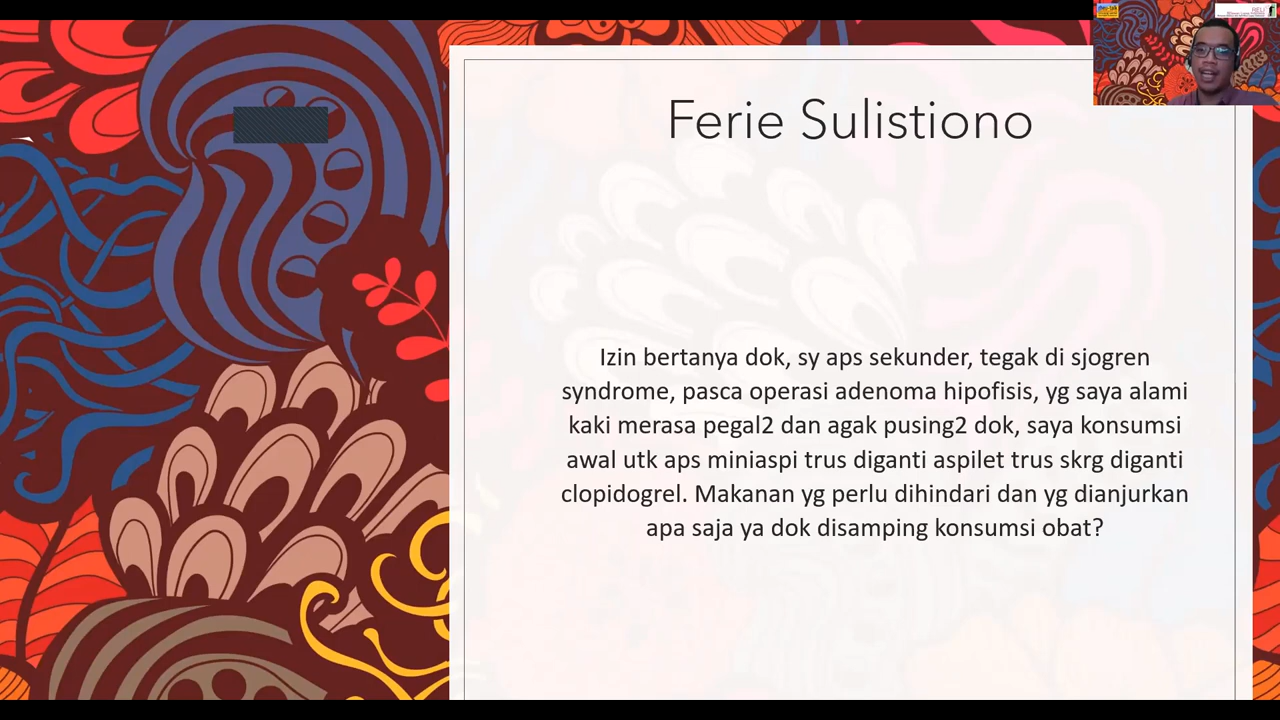 Ferie Sulistiono
Izin bertanya dok, sy aps sekunder, tegak di sjogren
syndrome, pasca operasi adenoma hipofisis, yg saya alami
kaki merasa pegal2 dan agak pusing2 dok, saya konsumsi
awal utk aps miniaspi trus diganti aspilet trus skrg diganti
clopidogrel. Makanan yg perlu dihindari dan yg dianjurkan
apa saja ya dok disamping konsumsi obat?